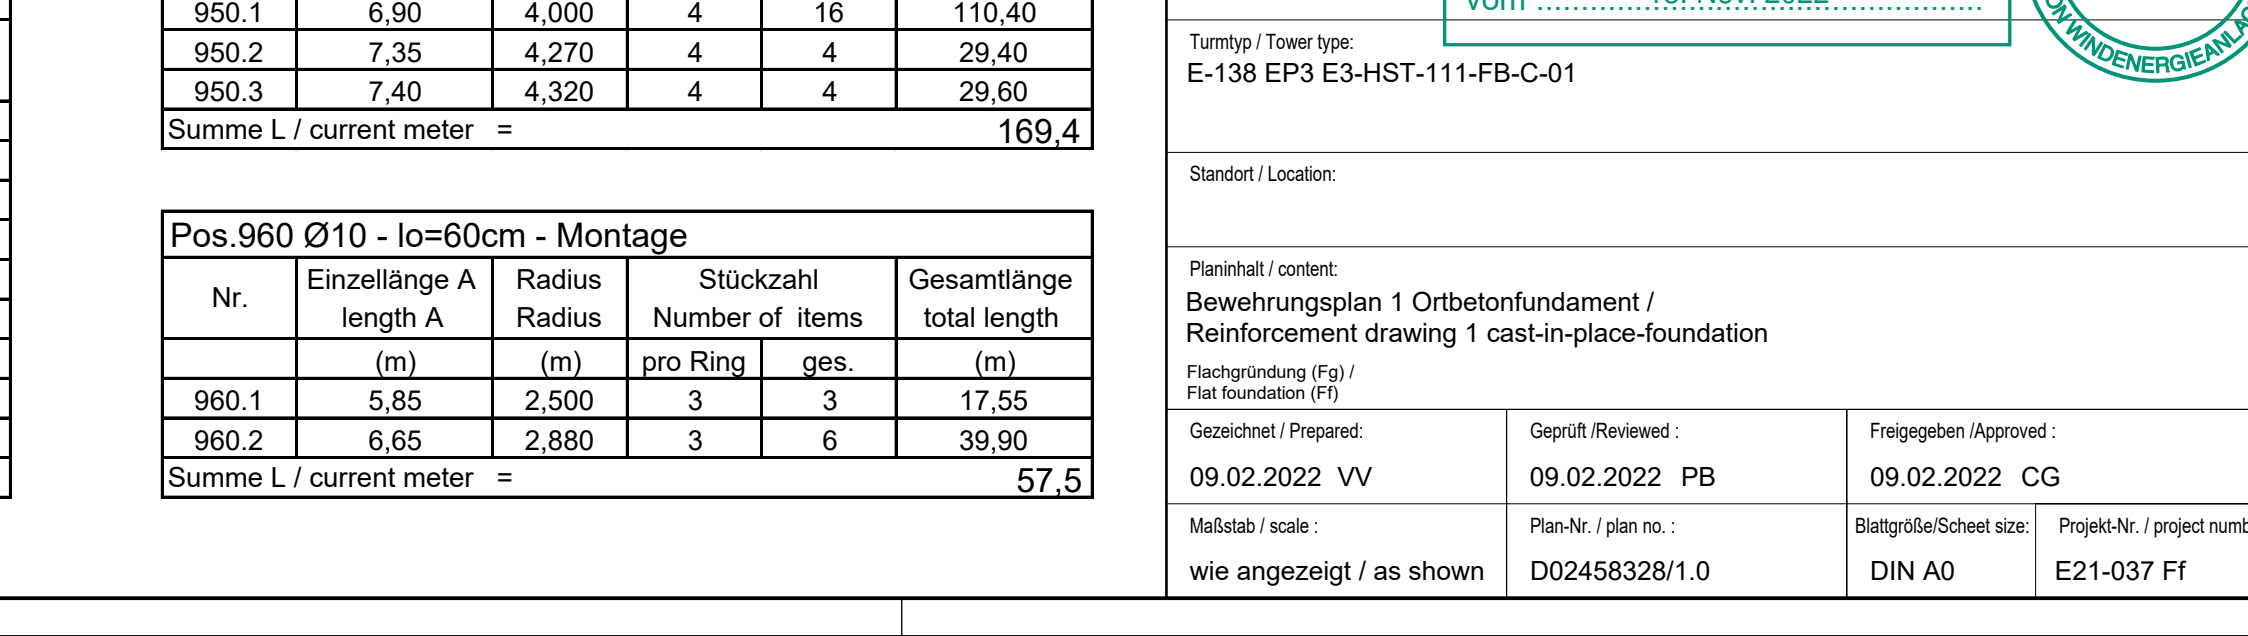 950.1 6,90 4,000 4 16 110,40
950.2 7,35 4,270 4 4 29,40
950.3 7,40 4,320 4 4 29,60
Summe L / current meter = 169,4
Pos.960 Ø10 - lo=60cm - Montage
Nr. Einzellänge A Radius Stückzahl Gesamtlänge
length A Radius Number of items total length
(m) (m) pro Ring ges. (m)
960.1 5,85 2,500 3 3 17,55
960.2 6,65 2,880 3 6 39,90
Summe L / current meter = 57,5
vom
Turmtyp / Tower type:
E-138 EP3 E3-HST-111-FB-C-01
Standort / Location:
Planinhalt / content:
Bewehrungsplan 1 Ortbetonfundament /
Reinforcement drawing 1 cast-in-place-foundation
Flachgründung (Fg) /
Flat foundation (Ff)
Gezeichnet / Prepared: Geprüft /Reviewed : Freigegeben /Approved :
09.02.2022 VV 09.02.2022 PB 09.02.2022 CG
Maßstab / scale : Plan-Nr. / plan no. : Blattgröße/Scheet size: Projekt-Nr. / project numb
wie angezeigt / as shown D02458328/1.0 DIN A0 E21-037 Ff
ON WINDENERGIEANLAG